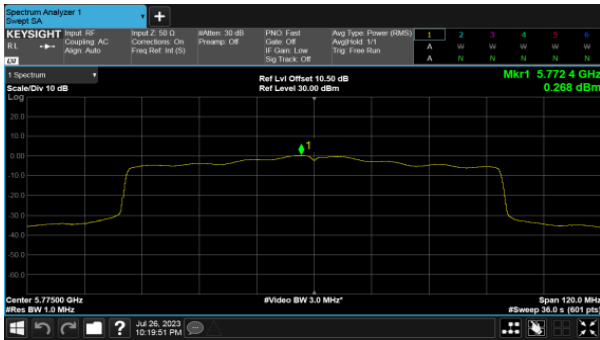 Spectrum Analyzer 1
Swept SA
+
KEYSIGHT
RL
Input: RF
Coupling: AC
Align: Auto
Input Z: 50 Ω
Corrections: On
Freq Ref: Int (S)
#Atten: 30 dB
Preamp: Off
PNO: Fast
Gate: Off
IF Gain: Low
Sig Track: Off
Avg Type: Power (RMS)
Avg|Hold: 1/1
Trig: Free Run
1 2 3 4 5 6
A W W W W W
A N N N N N
1 Spectrum
Scale/Div 10 dB
Log
Ref Lvl Offset 10.50 dB
Ref Level 30.00 dBm
Mkr1 5.772 4 GHz
0.268 dBm
20.0
10.0
0.00
-10.0
-20.0
-30.0
-40.0
-50.0
-60.0
1
Center 5.77500 GHz
#Res BW 1.0 MHz
#Video BW 3.0 MHz*
Span 120.0 MHz
#Sweep 36.0 s (601 pts)
?
Jul 26, 2023
10:19:51 PM